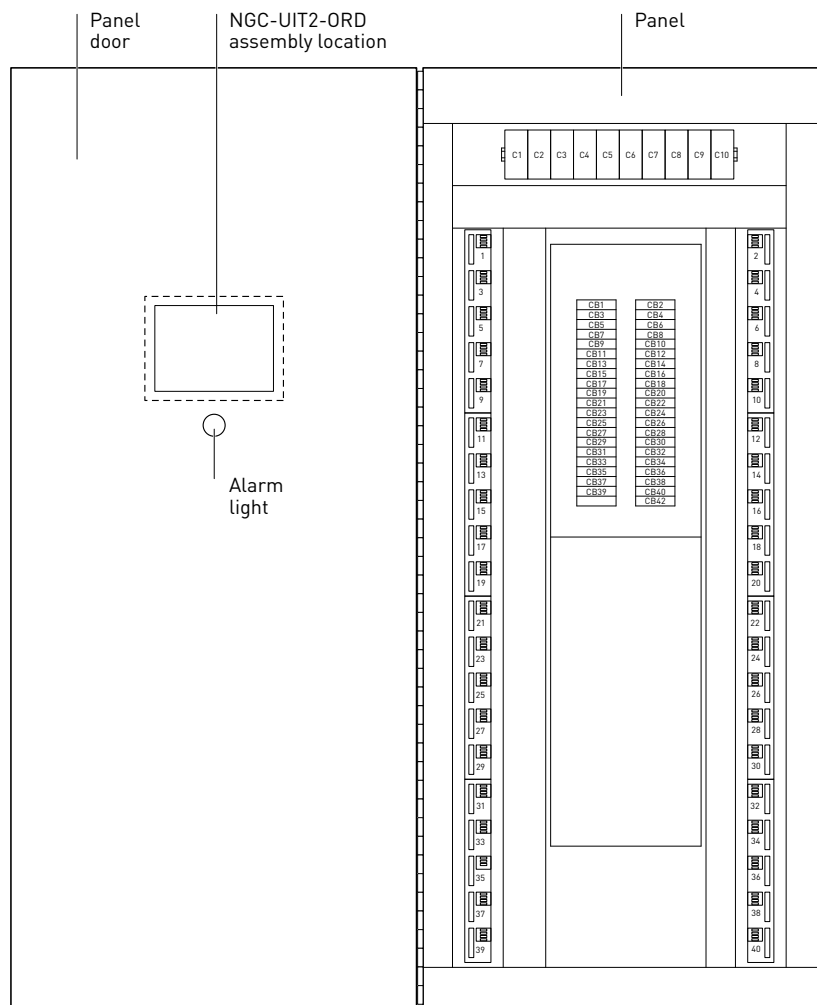 Panel
door
NGC-UIT2-ORD
assembly location
Panel
C1 C2 C3 C4 C5 C6 C7 C8 C9 C10
1
3
5
7
9
11
13
15
17
19
21
23
25
27
29
31
33
35
37
39
CB1 CB2
CB3 CB4
CB5 CB6
CB7 CB8
CB9 CB10
CB11 CB12
CB13 CB14
CB15 CB16
CB17 CB18
CB19 CB20
CB21 CB22
CB23 CB24
CB25 CB26
CB27 CB28
CB29 CB30
CB31 CB32
CB33 CB34
CB35 CB36
CB37 CB38
CB39 CB40
CB42
2
4
6
8
10
12
14
16
18
20
22
24
26
28
30
32
34
36
38
40
Alarm
light